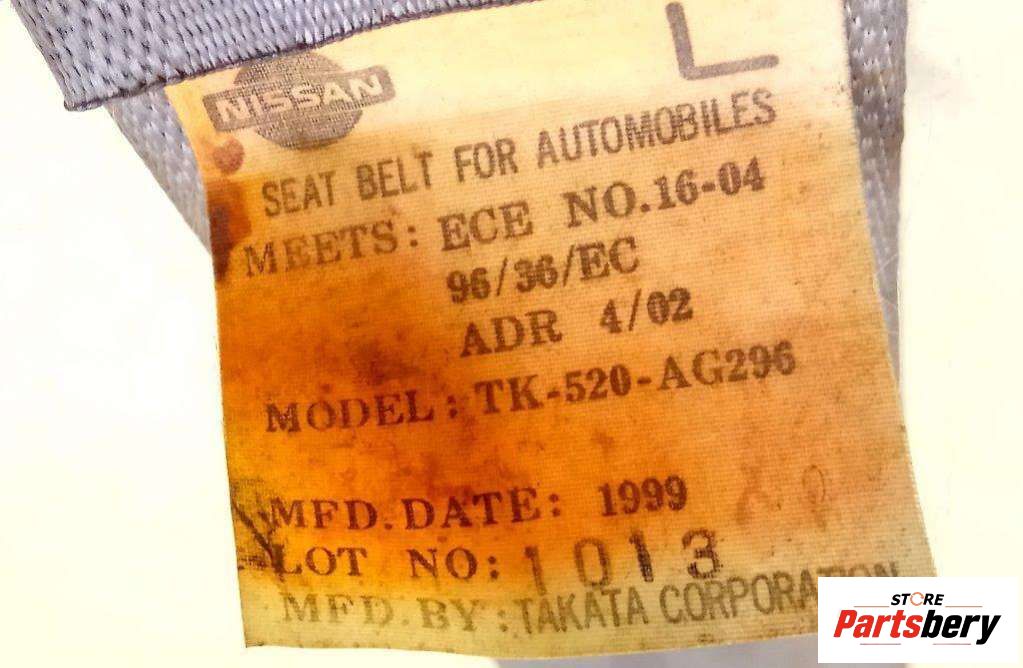 L
NISSAN
SEAT BELT FOR AUTOMOBILES
MEETS: ECE NO.16-04
96/36/EC
ADR 4/02
MODEL: TK-520-AG296
MFD.DATE: 1999
LOT NO: 1013
MFD.BY: TAKATA CORPORATION
STORE
Partsbery